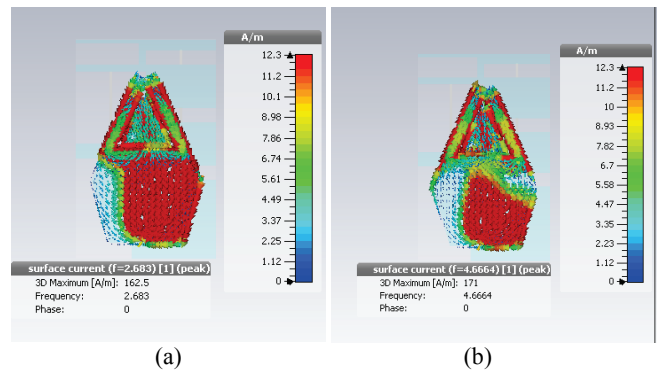 A/m
12.3
11.2
10.1
8.98
7.86
6.74
5.61
4.49
3.37
2.25
1.12
0
surface current (f=2.683) [1] (peak)
3D Maximum [A/m]: 162.5
Frequency: 2.683
Phase: 0
(a)
A/m
12.3
11.2
10
8.93
7.82
6.7
5.58
4.47
3.35
2.23
1.12
0
surface current (f=4.6664) [1] (peak)
3D Maximum [A/m]: 171
Frequency: 4.6664
Phase: 0
(b)